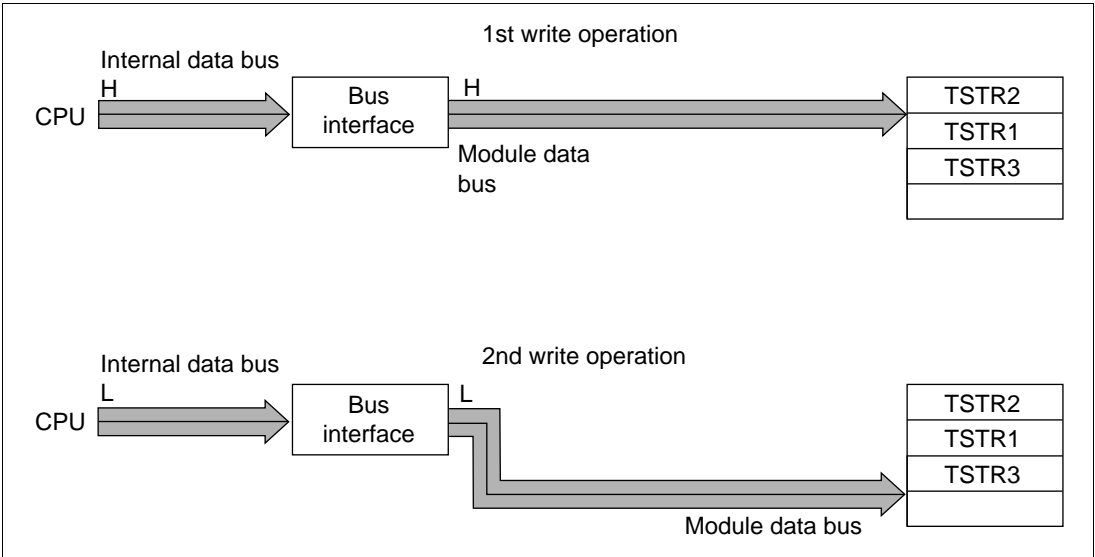 1st write operation
Internal data bus
H
CPU
Bus
interface
H
Module data
bus
TSTR2
TSTR1
TSTR3
2nd write operation
Internal data bus
L
CPU
Bus
interface
L
Module data bus
TSTR2
TSTR1
TSTR3